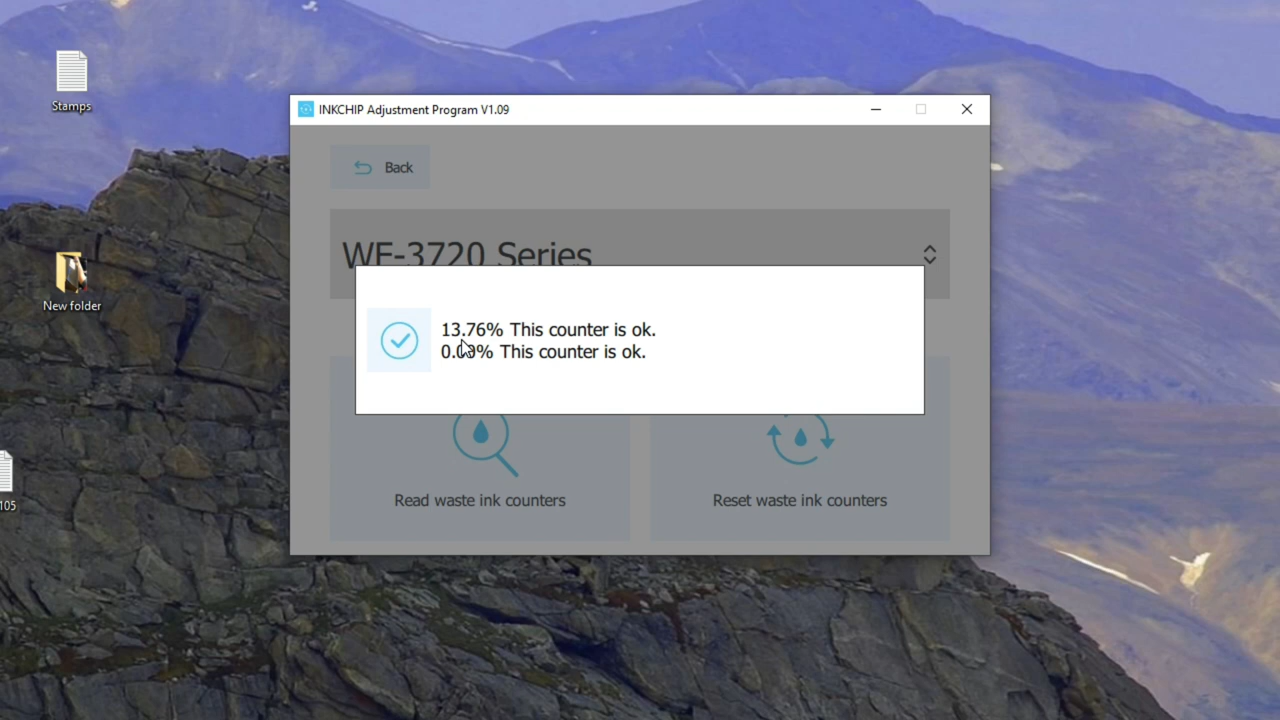 Stamps
INKCHIP Adjustment Program V1.09
Back
WF-3720 Series
13.76% This counter is ok.
This counter is ok.
New folder
Read waste ink counters
Reset waste ink counters
105